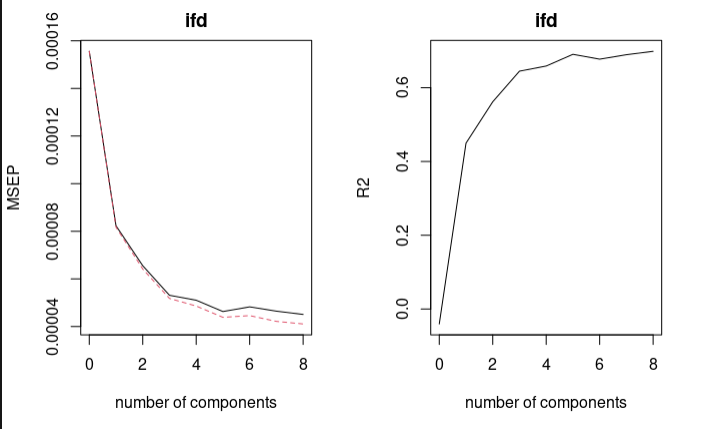 ifd
MSEP
0.00004
0.00008
0.00012
0.00016
0 2 4 6 8
number of components
ifd
R2
0.0
0.2
0.4
0.6
0 2 4 6 8
number of components